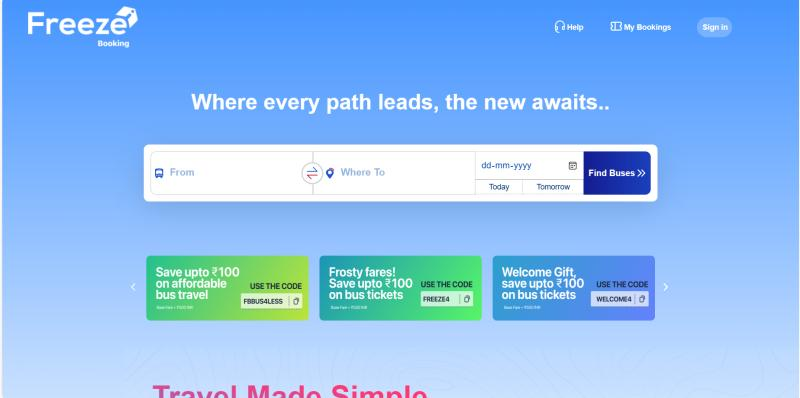 Freeze
Booking
Help
My Bookings
Sign in
Where every path leads, the new awaits..
From
Where To
dd-mm-yyyy
Today
Tomorrow
Find Buses
Save upto ₹100
on affordable
bus travel
USE THE CODE
FBBUS4LESS
Frosty fares!
Save upto ₹100
on bus tickets
USE THE CODE
FREEZE4
Welcome Gift,
save upto ₹100
on bus tickets
USE THE CODE
WELCOME4
Travel Made Simple